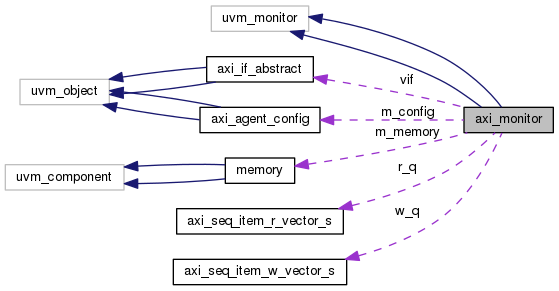 uvm_monitor
axi_if_abstract
vif
uvm_object
m_config
axi_agent_config
axi_monitor
m_memory
memory
uvm_component
r_q
axi_seq_item_r_vector_s
w_q
axi_seq_item_w_vector_s